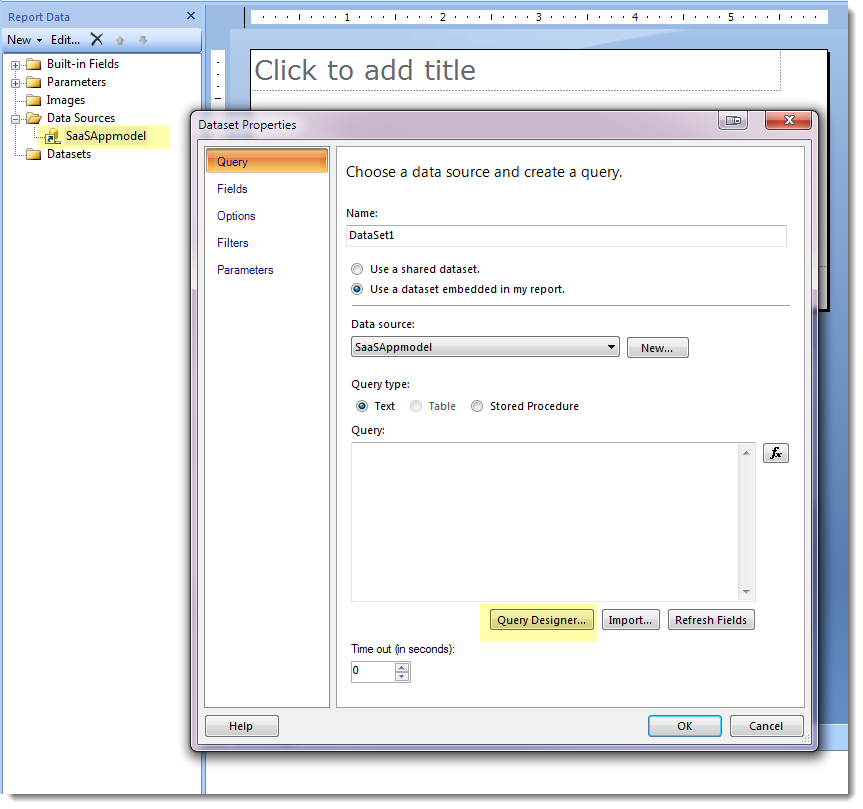 Report Data
New Edit...
Built-in Fields
Parameters
Images
Data Sources
SaaSAppmodel
Datasets
1 2 3 4 5
Click to add title
Dataset Properties
Query
Fields
Options
Filters
Parameters
Choose a data source and create a query.
Name:
DataSet1
Use a shared dataset.
Use a dataset embedded in my report.
Data source:
SaaSAppmodel New...
Query type:
Text Table Stored Procedure
Query:
fx
Query Designer... Import... Refresh Fields
Time out (in seconds):
0
Help OK Cancel